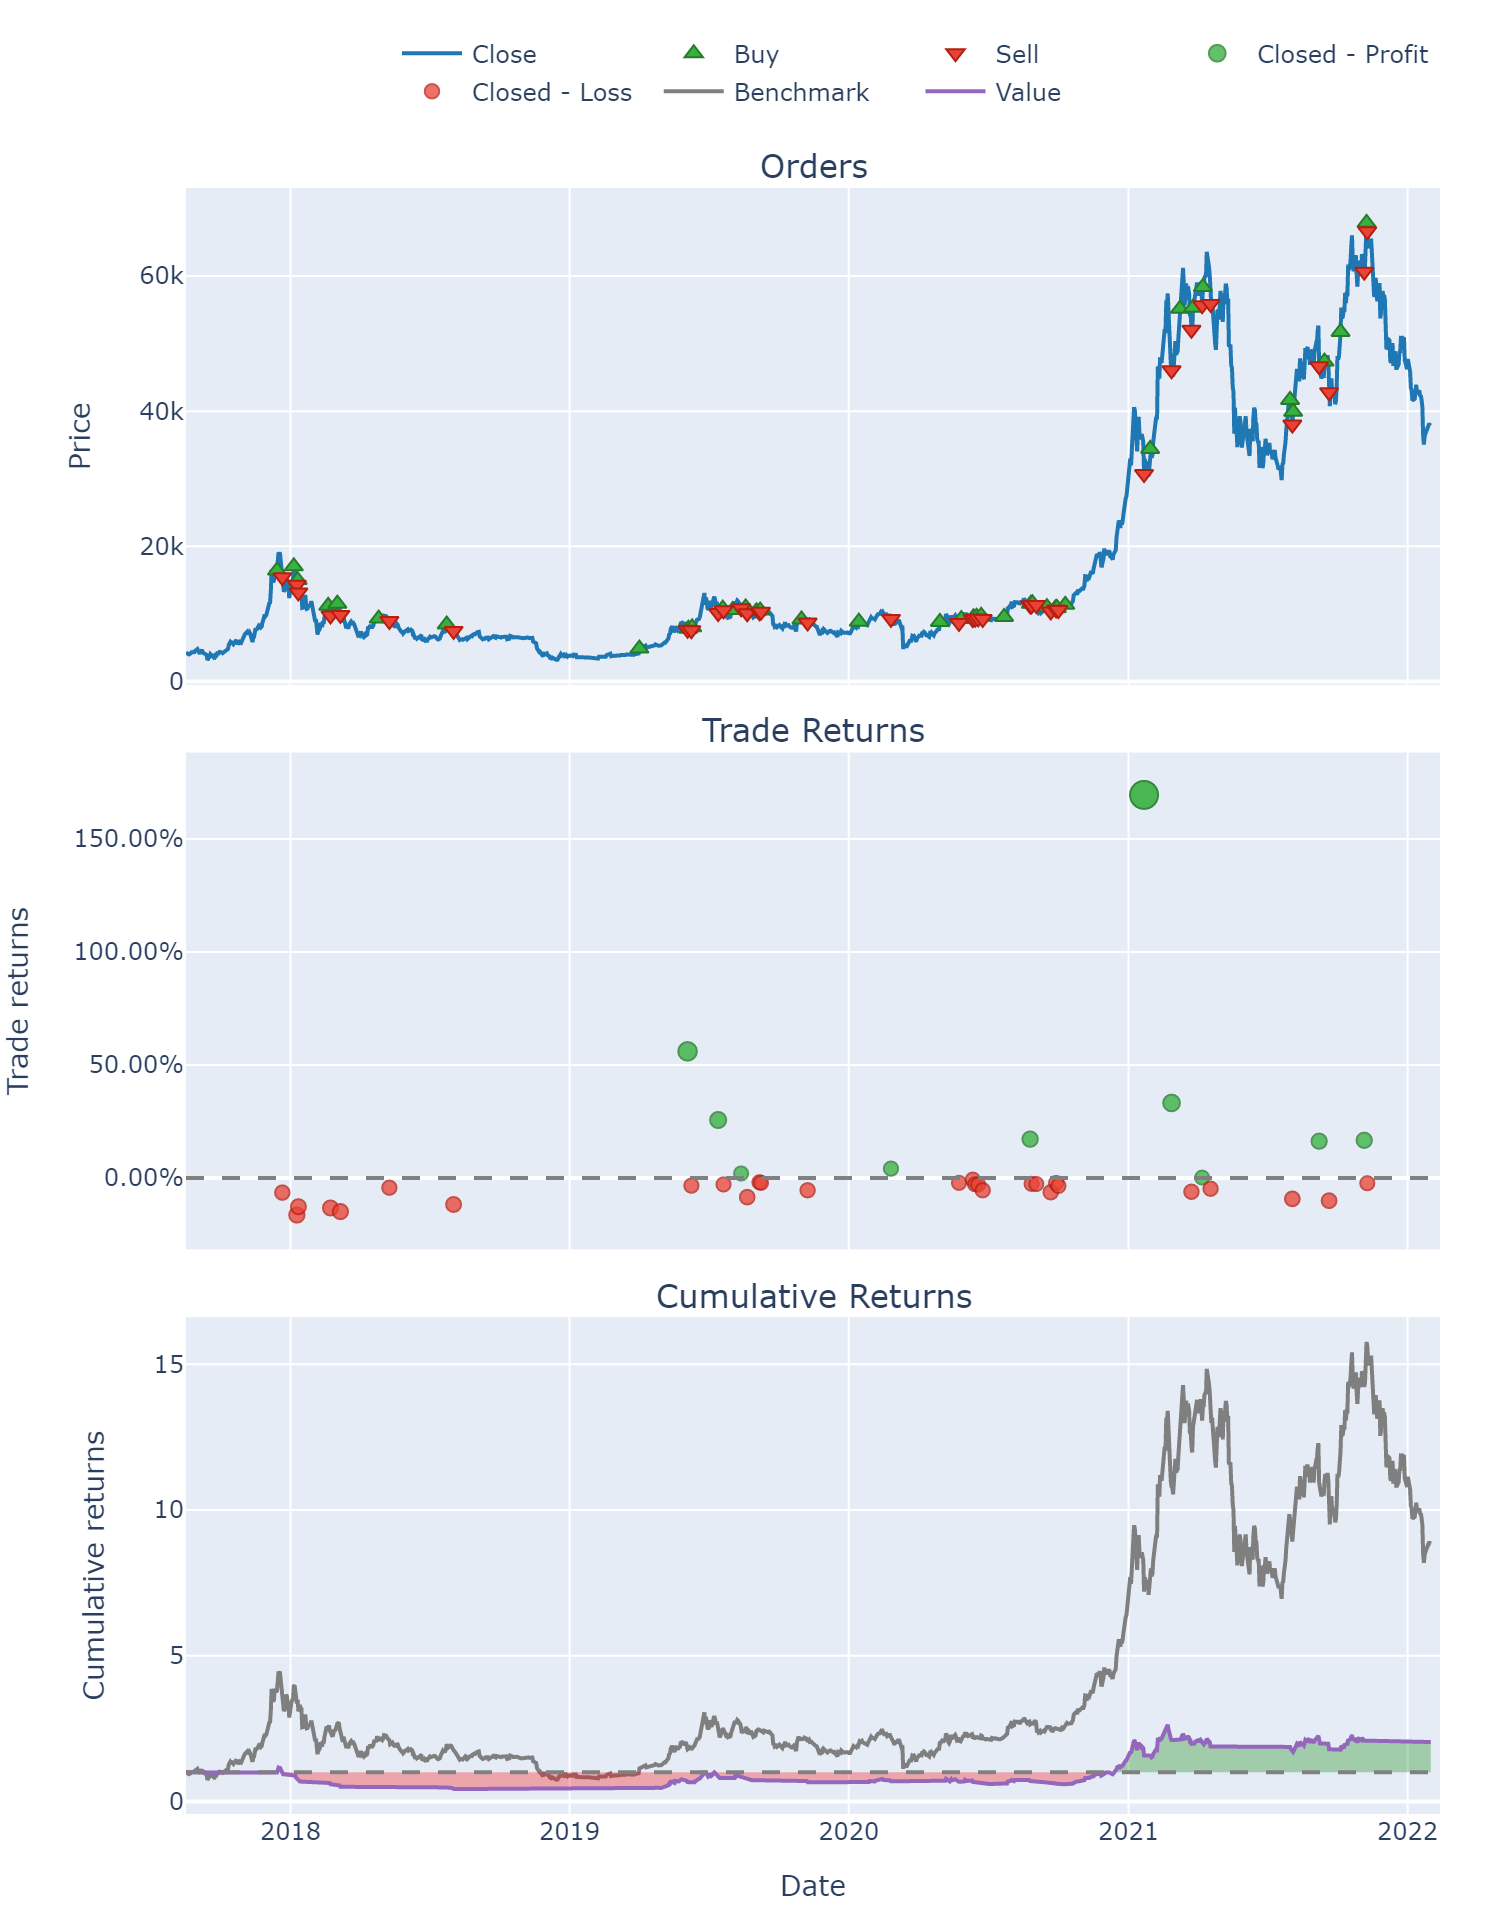 Close Buy Sell Closed - Profit
Closed - Loss Benchmark Value
Orders
60k
40k
20k
0
Price
Trade Returns
150.00%
100.00%
50.00%
0.00%
Trade returns
Cumulative Returns
15
10
5
0
Cumulative returns
2018 2019 2020 2021 2022
Date